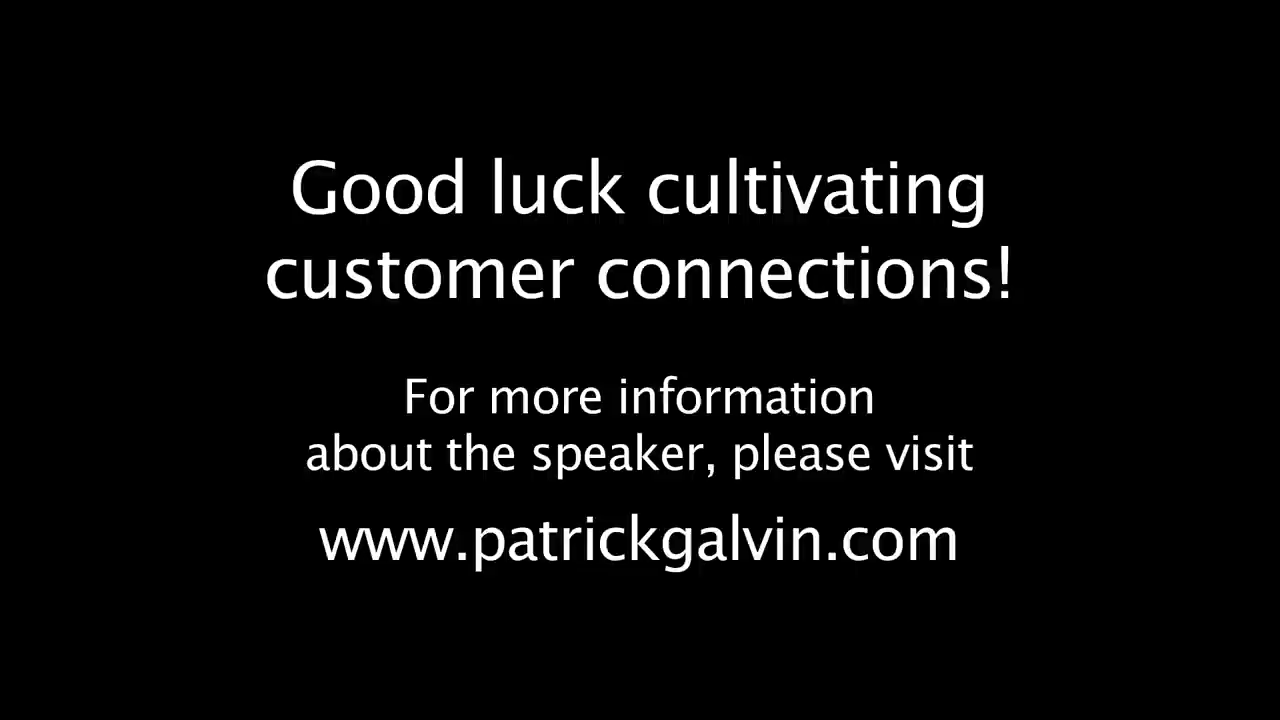 Good luck cultivating
customer connections!
For more information
about the speaker, please visit
www.patrickgalvin.com